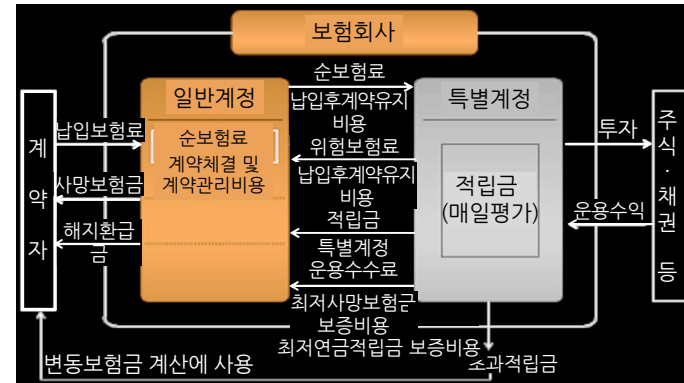 보험회사
계
약
자
납입보험료
사망보험금
해지환급
금
일반계정
순보험료
계약체결 및
계약관리비용
순보험료
납입후계약유지
비용
위험보험료
납입후계약유지
비용
적립금
특별계정
운용수수료
최저사망보험금
보증비용
최저연금적립금 보증비용
특별계정
적립금
(매일평가)
투자
운용수익
주
식
·
채
권
등
초과적립금
변동보험금 계산에 사용